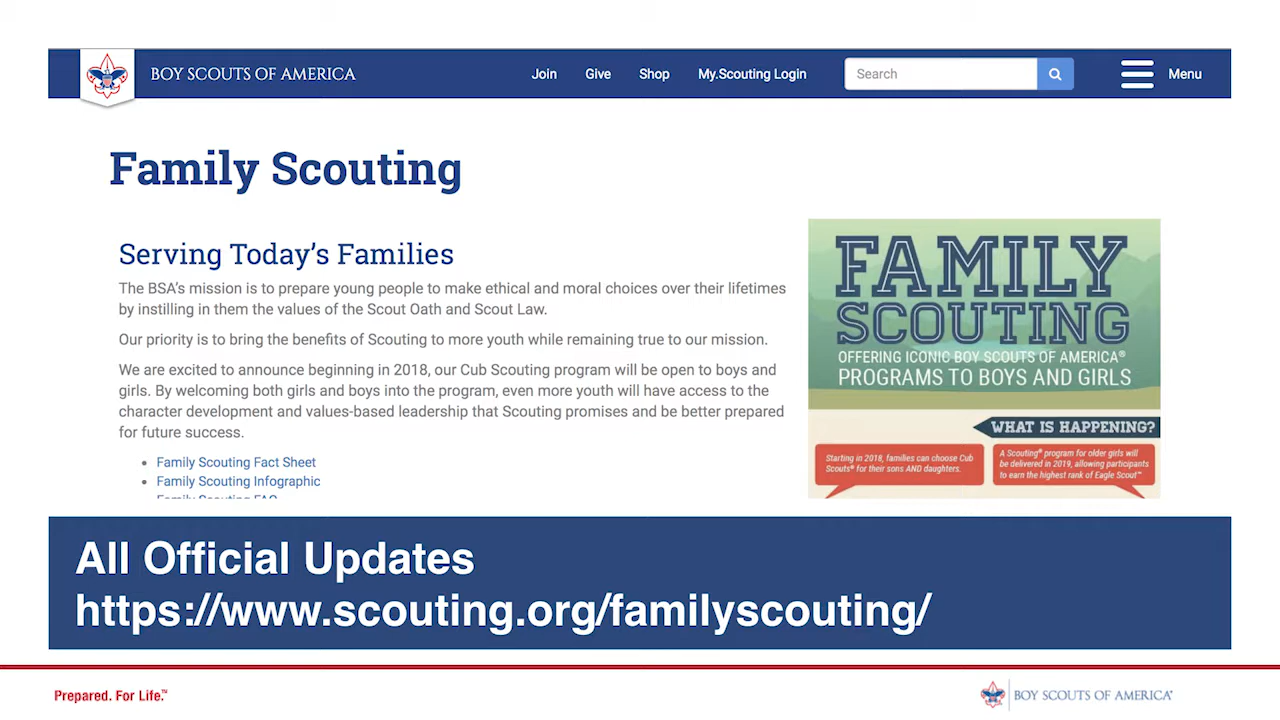 BOY SCOUTS OF AMERICA
Join Give Shop My.Scouting Login Search Menu
Family Scouting
Serving Today’s Families
The BSA’s mission is to prepare young people to make ethical and moral choices over their lifetimes
by instilling in them the values of the Scout Oath and Scout Law.
Our priority is to bring the benefits of Scouting to more youth while remaining true to our mission.
We are excited to announce beginning in 2018, our Cub Scouting program will be open to boys and
girls. By welcoming both girls and boys into the program, even more youth will have access to the
character development and values-based leadership that Scouting promises and be better prepared
for future success.
• Family Scouting Fact Sheet
• Family Scouting Infographic
Family Scouting FAQ
FAMILY
SCOUTING
OFFERING ICONIC BOY SCOUTS OF AMERICA®
PROGRAMS TO BOYS AND GIRLS
WHAT IS HAPPENING?
Starting in 2018, families can choose Cub
Scouts® for their sons AND daughters.
A Scouting® program for older girls will
be delivered in 2019, allowing participants
to earn the highest rank of Eagle Scout™.
All Official Updates
https://www.scouting.org/familyscouting/
Prepared. For Life.™
BOY SCOUTS OF AMERICA®